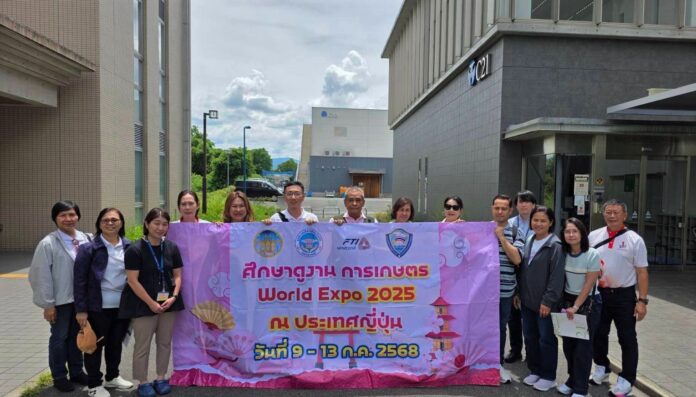 C21
FTI
ศึกษาดูงาน การเกษตร
World Expo 2025
ณ ประเทศญี่ปุ่น
วันที่ 9 - 13 ก.ค. 2568